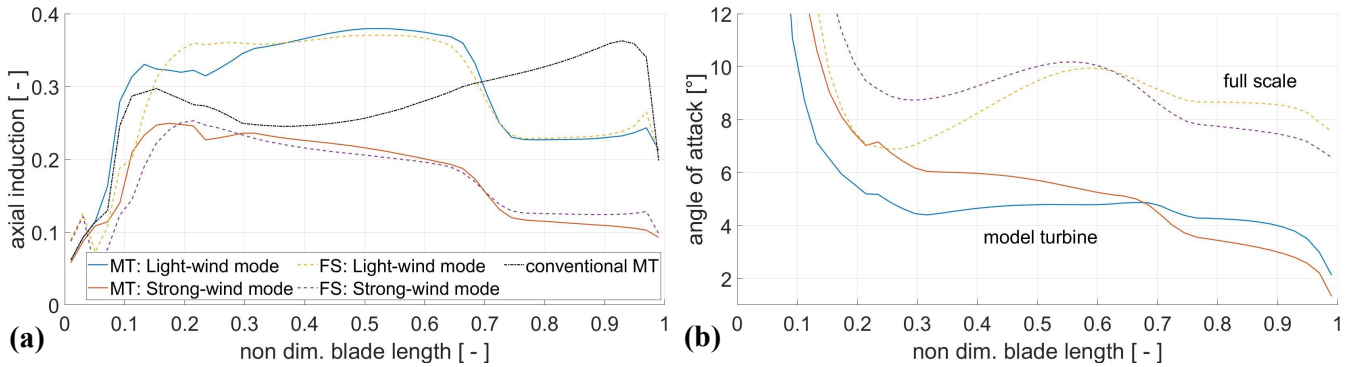 0.4
0.3
0.2
0.1
0
axial induction [ - ]
MT: Light-wind mode
FS: Light-wind mode
conventional MT
MT: Strong-wind mode
FS: Strong-wind mode
0 0.1 0.2 0.3 0.4 0.5 0.6 0.7 0.8 0.9 1
non dim. blade length [ - ]
(a)
12
10
8
6
4
2
angle of attack [°]
full scale
model turbine
0 0.1 0.2 0.3 0.4 0.5 0.6 0.7 0.8 0.9 1
non dim. blade length [ - ]
(b)